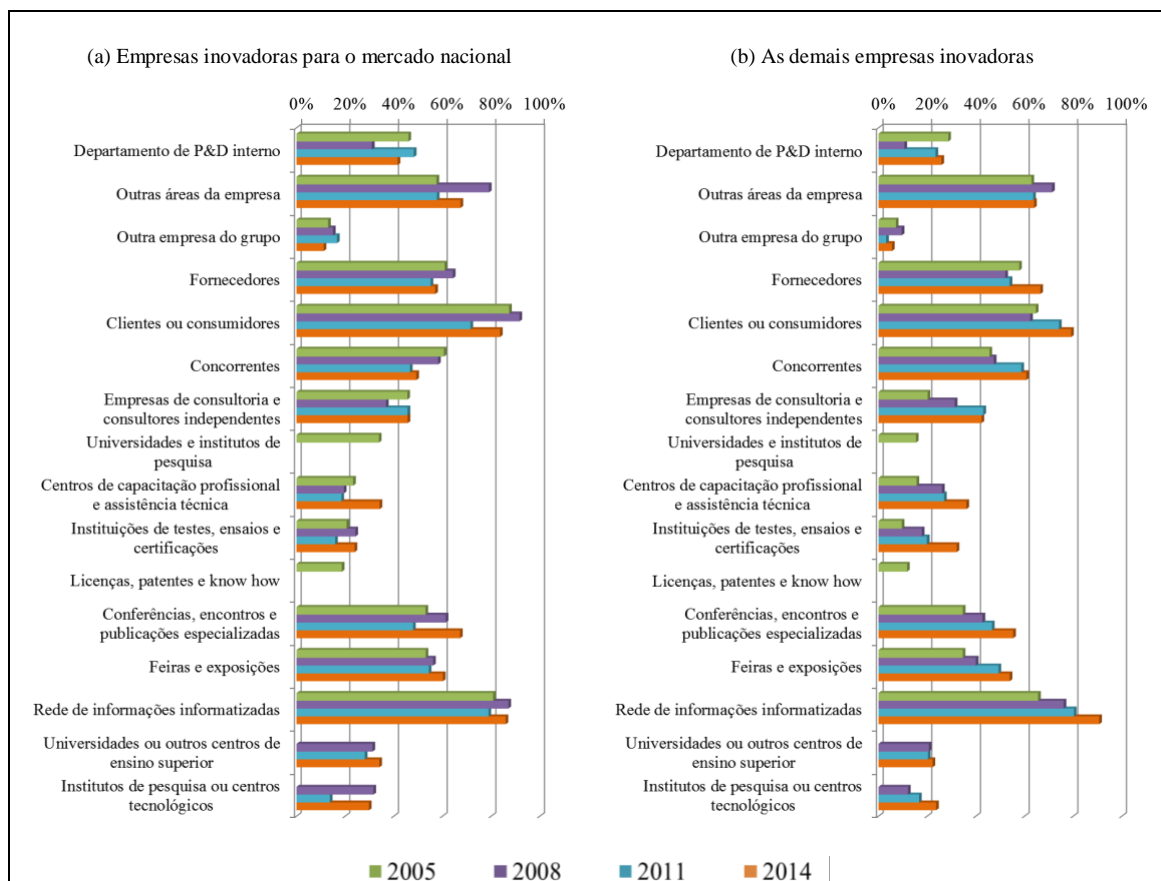 (a) Empresas inovadoras para o mercado nacional
0% 20% 40% 60% 80% 100%
Departamento de P&D interno
Outras áreas da empresa
Outra empresa do grupo
Fornecedores
Clientes ou consumidores
Concorrentes
Empresas de consultoria e
consultores independentes
Universidades e institutos de
pesquisa
Centros de capacitação profissional
e assistência técnica
Instituições de testes, ensaios e
certificações
Licenças, patentes e know how
Conferências, encontros e
publicações especializadas
Feiras e exposições
Rede de informações informatizadas
Universidades ou outros centros de
ensino superior
Institutos de pesquisa ou centros
tecnológicos
(b) As demais empresas inovadoras
0% 20% 40% 60% 80% 100%
Departamento de P&D interno
Outras áreas da empresa
Outra empresa do grupo
Fornecedores
Clientes ou consumidores
Concorrentes
Empresas de consultoria e
consultores independentes
Universidades e institutos de
pesquisa
Centros de capacitação profissional
e assistência técnica
Instituições de testes, ensaios e
certificações
Licenças, patentes e know how
Conferências, encontros e
publicações especializadas
Feiras e exposições
Rede de informações informatizadas
Universidades ou outros centros de
ensino superior
Institutos de pesquisa ou centros
tecnológicos
2005 2008 2011 2014